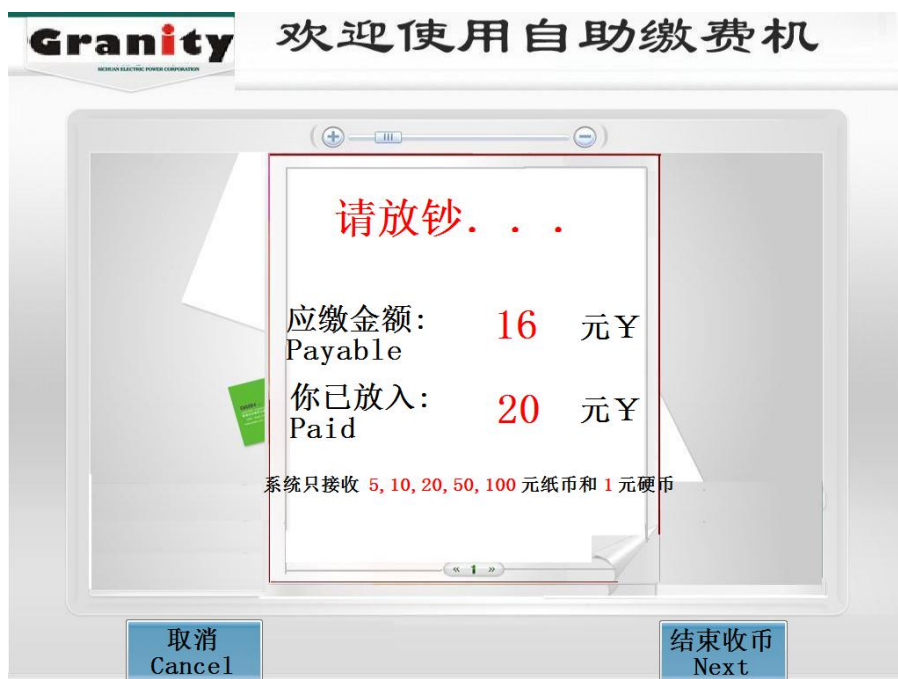 Granity
SICHUAN ELECTRIC POWER CORPORATION
欢迎使用自助缴费机
请放钞. . .
应缴金额: 16 元￥
Payable
你已放入: 20 元￥
Paid
系统只接收 5,10,20,50,100 元纸币和 1 元硬币
« 1 »
取消
Cancel
结束收币
Next